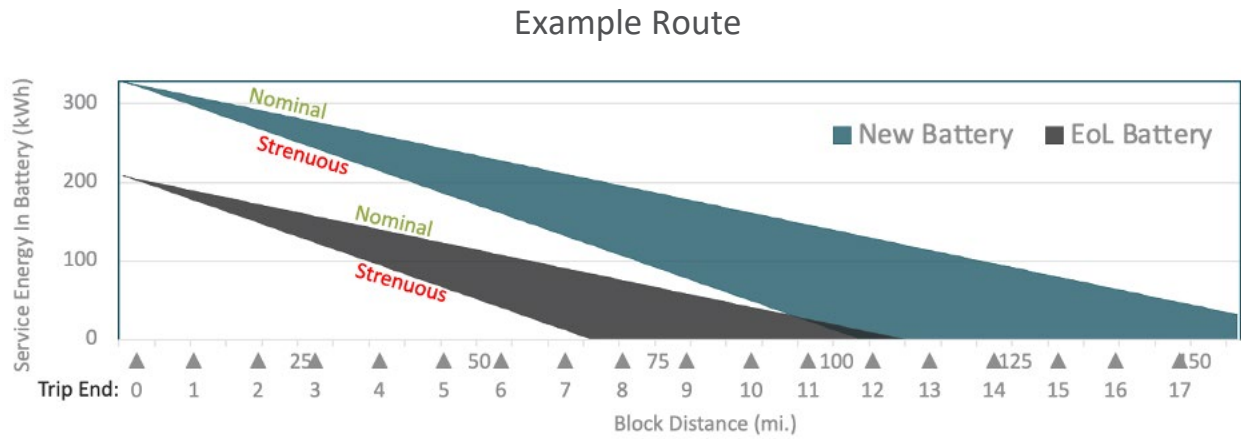 Example Route
Service Energy In Battery (kWh)
300
200
100
0
Nominal
Strenuous
Nominal
Strenuous
New Battery
EoL Battery
25 50 75 100 125 150
Trip End: 0 1 2 3 4 5 6 7 8 9 10 11 12 13 14 15 16 17
Block Distance (mi.)